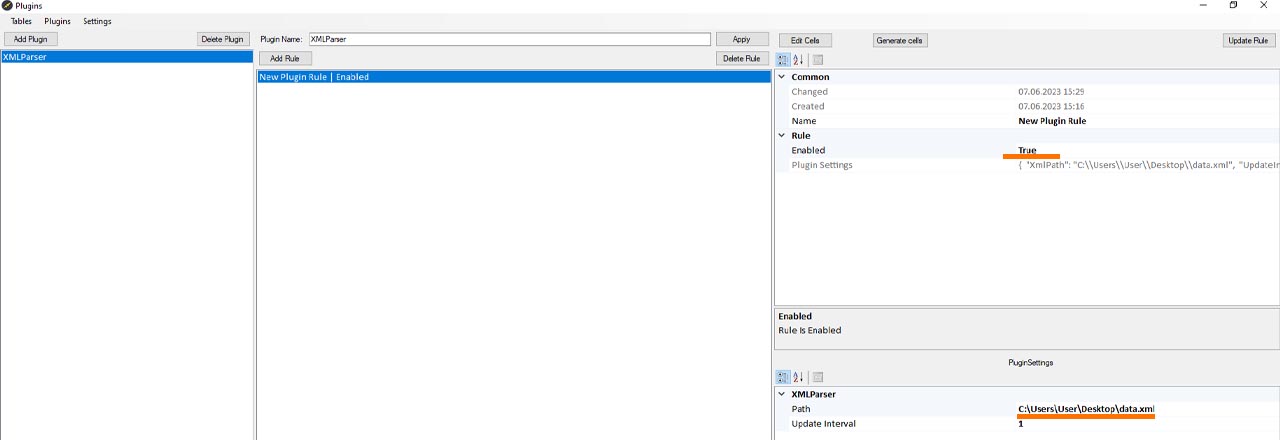 Plugins
Tables Plugins Settings
Add Plugin Delete Plugin Plugin Name: XMLParser Apply Edit Cells Generate cells Update Rule
XMLParser
Add Rule Delete Rule
New Plugin Rule | Enabled
Common
Changed 07.06.2023 15:29
Created 07.06.2023 15:16
Name New Plugin Rule
Rule
Enabled True
Plugin Settings { "XmlPath": "C:\\Users\\User\\Desktop\\data.xml", "UpdateIn
Enabled
Rule Is Enabled
PluginSettings
XMLParser
Path C:\Users\User\Desktop\data.xml
Update Interval 1